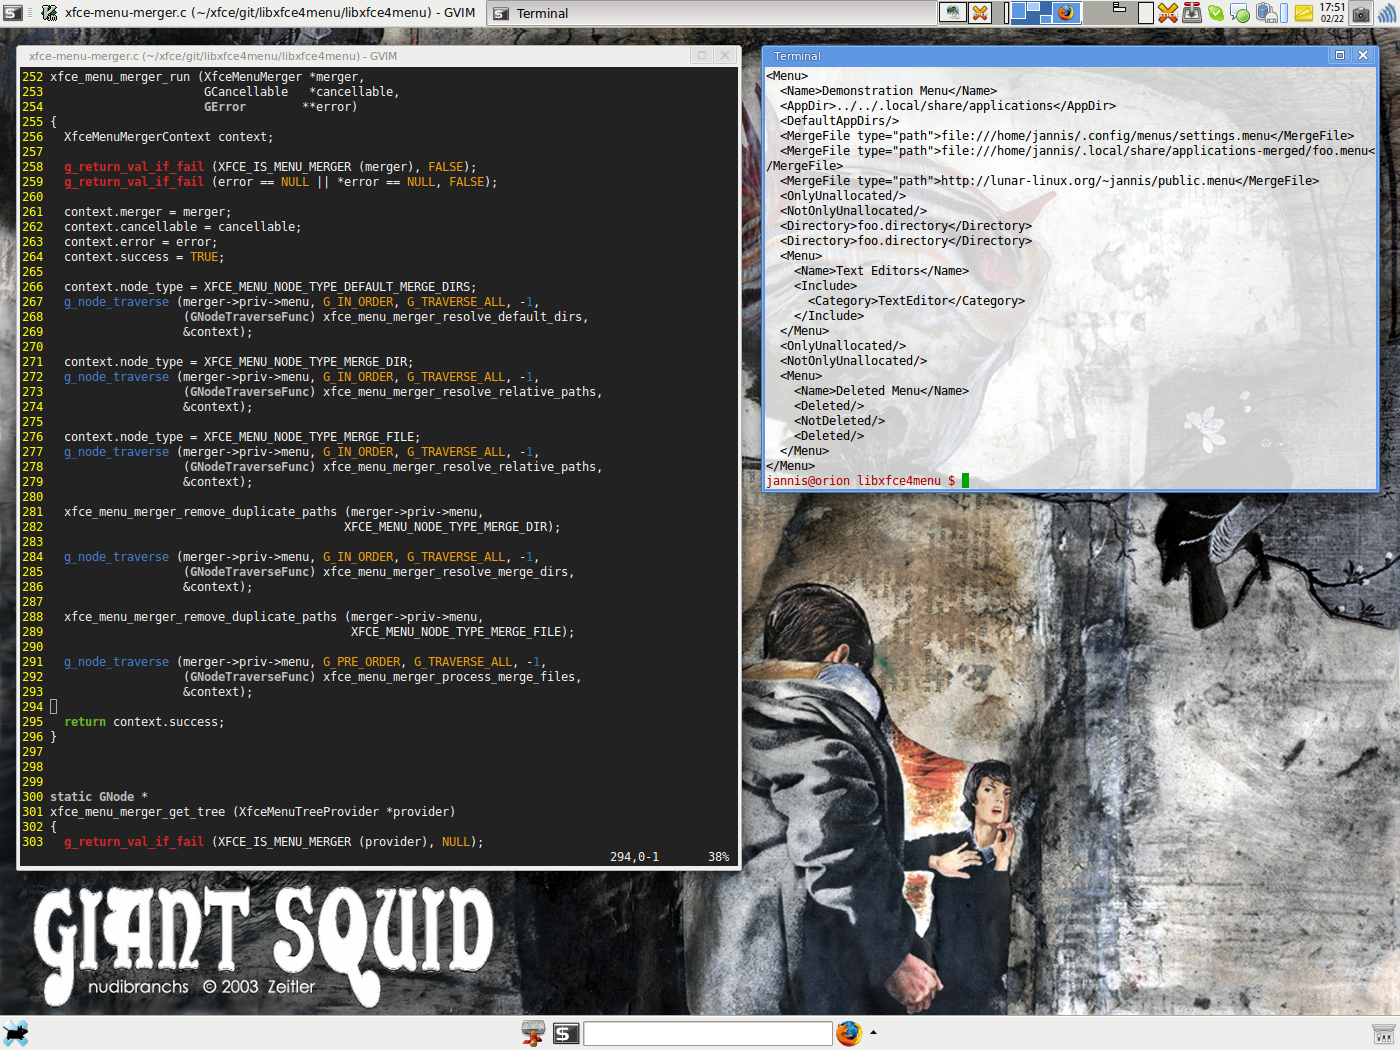 xfce-menu-merger.c (~/xfce/git/libxfce4menu/libxfce4menu) - GVIM
Terminal
17:51
02/22
xfce-menu-merger.c (~/xfce/git/libxfce4menu/libxfce4menu) - GVIM
252 xfce_menu_merger_run (XfceMenuMerger *merger,
253                       GCancellable   *cancellable,
254                       GError        **error)
255 {
256   XfceMenuMergerContext context;
257
258   g_return_val_if_fail (XFCE_IS_MENU_MERGER (merger), FALSE);
259   g_return_val_if_fail (error == NULL || *error == NULL, FALSE);
260
261   context.merger = merger;
262   context.cancellable = cancellable;
263   context.error = error;
264   context.success = TRUE;
265
266   context.node_type = XFCE_MENU_NODE_TYPE_DEFAULT_MERGE_DIRS;
267   g_node_traverse (merger->priv->menu, G_IN_ORDER, G_TRAVERSE_ALL, -1,
268                    (GNodeTraverseFunc) xfce_menu_merger_resolve_default_dirs,
269                    &context);
270
271   context.node_type = XFCE_MENU_NODE_TYPE_MERGE_DIR;
272   g_node_traverse (merger->priv->menu, G_IN_ORDER, G_TRAVERSE_ALL, -1,
273                    (GNodeTraverseFunc) xfce_menu_merger_resolve_relative_paths,
274                    &context);
275
276   context.node_type = XFCE_MENU_NODE_TYPE_MERGE_FILE;
277   g_node_traverse (merger->priv->menu, G_IN_ORDER, G_TRAVERSE_ALL, -1,
278                    (GNodeTraverseFunc) xfce_menu_merger_resolve_relative_paths,
279                    &context);
280
281   xfce_menu_merger_remove_duplicate_paths (merger->priv->menu,
282                                           XFCE_MENU_NODE_TYPE_MERGE_DIR);
283
284   g_node_traverse (merger->priv->menu, G_IN_ORDER, G_TRAVERSE_ALL, -1,
285                    (GNodeTraverseFunc) xfce_menu_merger_resolve_merge_dirs,
286                    &context);
287
288   xfce_menu_merger_remove_duplicate_paths (merger->priv->menu,
289                                            XFCE_MENU_NODE_TYPE_MERGE_FILE);
290
291   g_node_traverse (merger->priv->menu, G_PRE_ORDER, G_TRAVERSE_ALL, -1,
292                    (GNodeTraverseFunc) xfce_menu_merger_process_merge_files,
293                    &context);
294
295   return context.success;
296 }
297
298
299
300 static GNode *
301 xfce_menu_merger_get_tree (XfceMenuTreeProvider *provider)
302 {
303   g_return_val_if_fail (XFCE_IS_MENU_MERGER (provider), NULL);
294,0-1 38%
Terminal
<Menu>
  <Name>Demonstration Menu</Name>
  <AppDir>../../.local/share/applications</AppDir>
  <DefaultAppDirs/>
  <MergeFile type="path">file:///home/jannis/.config/menus/settings.menu</MergeFile>
  <MergeFile type="path">file:///home/jannis/.local/share/applications-merged/foo.menu<
/MergeFile>
  <MergeFile type="path">http://lunar-linux.org/~jannis/public.menu</MergeFile>
  <OnlyUnallocated/>
  <NotOnlyUnallocated/>
  <Directory>foo.directory</Directory>
  <Directory>foo.directory</Directory>
  <Menu>
    <Name>Text Editors</Name>
    <Include>
      <Category>TextEditor</Category>
    </Include>
  </Menu>
  <OnlyUnallocated/>
  <NotOnlyUnallocated/>
  <Menu>
    <Name>Deleted Menu</Name>
    <Deleted/>
    <NotDeleted/>
    <Deleted/>
  </Menu>
</Menu>
jannis@orion libxfce4menu $
GIANT SQUID
nudibranchs © 2003 Zeitler